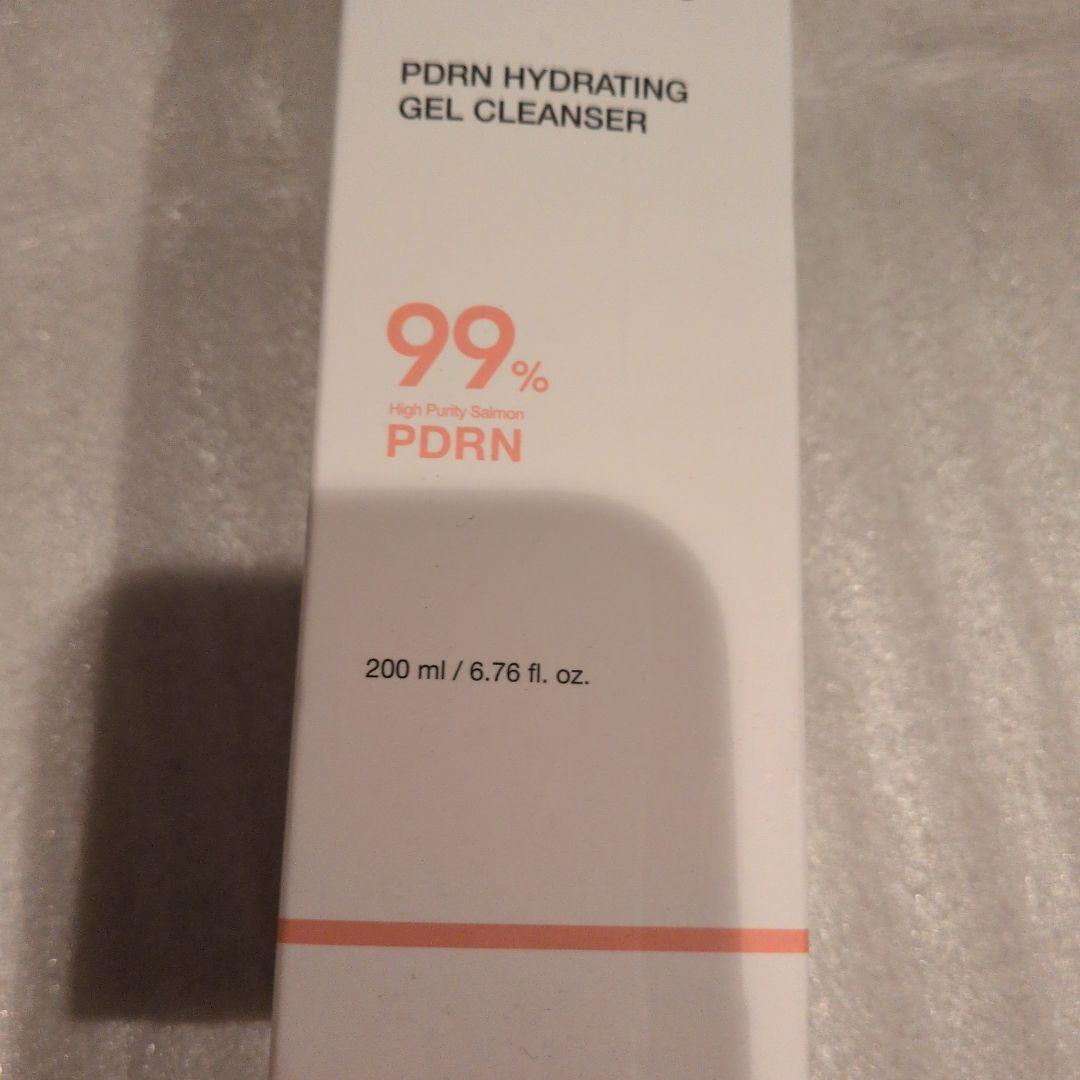 PDRN HYDRATING
GEL CLEANSER
99%
High Purity Salmon
PDRN
200 ml / 6.76 fl. oz.